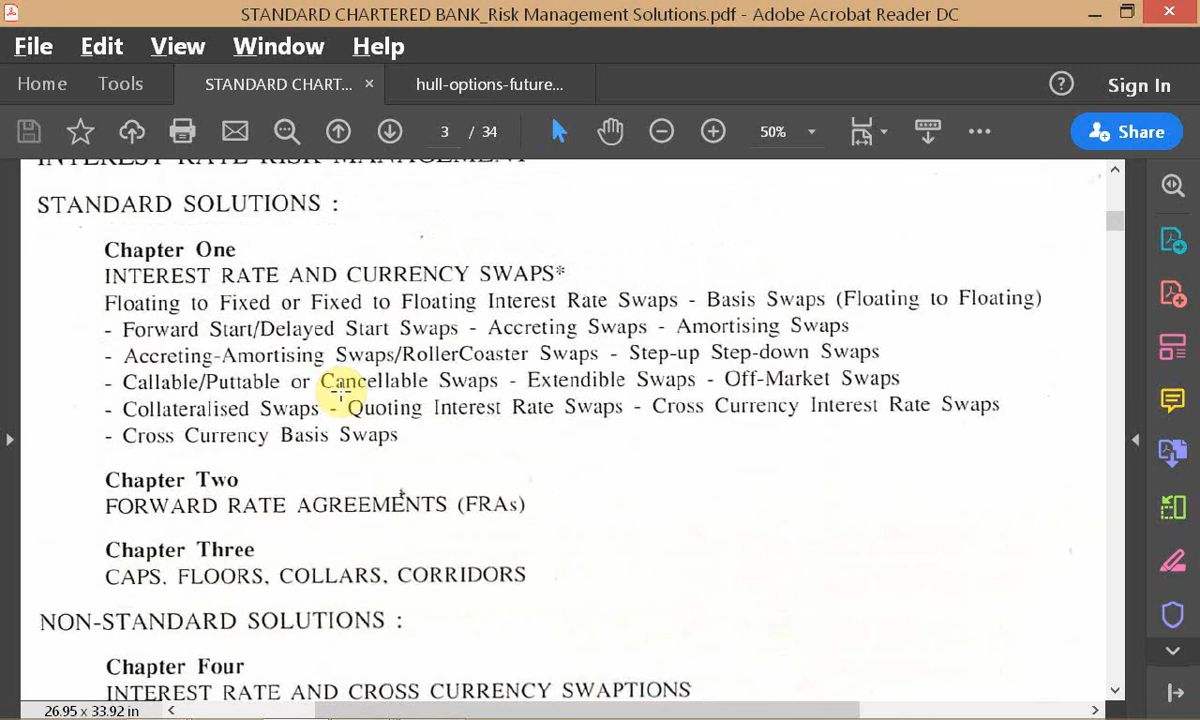 STANDARD CHARTERED BANK_Risk Management Solutions.pdf - Adobe Acrobat Reader DC
File Edit View Window Help
Home Tools STANDARD CHART... × hull-options-future... Sign In
3 / 34 50% Share
INTEREST RATE RISK MANAGEMENT
STANDARD SOLUTIONS :
Chapter One
INTEREST RATE AND CURRENCY SWAPS*
Floating to Fixed or Fixed to Floating Interest Rate Swaps - Basis Swaps (Floating to Floating)
- Forward Start/Delayed Start Swaps - Accreting Swaps - Amortising Swaps
- Accreting-Amortising Swaps/RollerCoaster Swaps - Step-up Step-down Swaps
- Callable/Puttable or Cancellable Swaps - Extendible Swaps - Off-Market Swaps
- Collateralised Swaps - Quoting Interest Rate Swaps - Cross Currency Interest Rate Swaps
- Cross Currency Basis Swaps
Chapter Two
FORWARD RATE AGREEMENTS (FRAs)
Chapter Three
CAPS, FLOORS, COLLARS, CORRIDORS
NON-STANDARD SOLUTIONS :
Chapter Four
INTEREST RATE AND CROSS CURRENCY SWAPTIONS
26.95 x 33.92 in